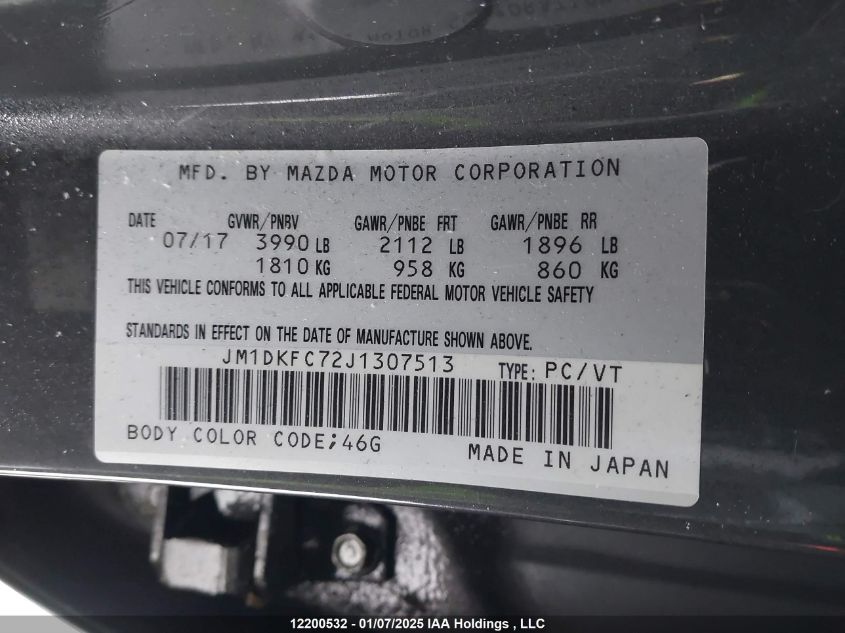 MFD. BY MAZDA MOTOR CORPORATION
DATE GVWR/PNBV GAWR/PNBE FRT GAWR/PNBE RR
07/17 3990 LB 2112 LB 1896 LB
1810 KG 958 KG 860 KG
THIS VEHICLE CONFORMS TO ALL APPLICABLE FEDERAL MOTOR VEHICLE SAFETY
STANDARDS IN EFFECT ON THE DATE OF MANUFACTURE SHOWN ABOVE.
JM1DKFC72J1307513 TYPE: PC/VT
BODY COLOR CODE;46G MADE IN JAPAN
12200532 - 01/07/2025 IAA Holdings , LLC